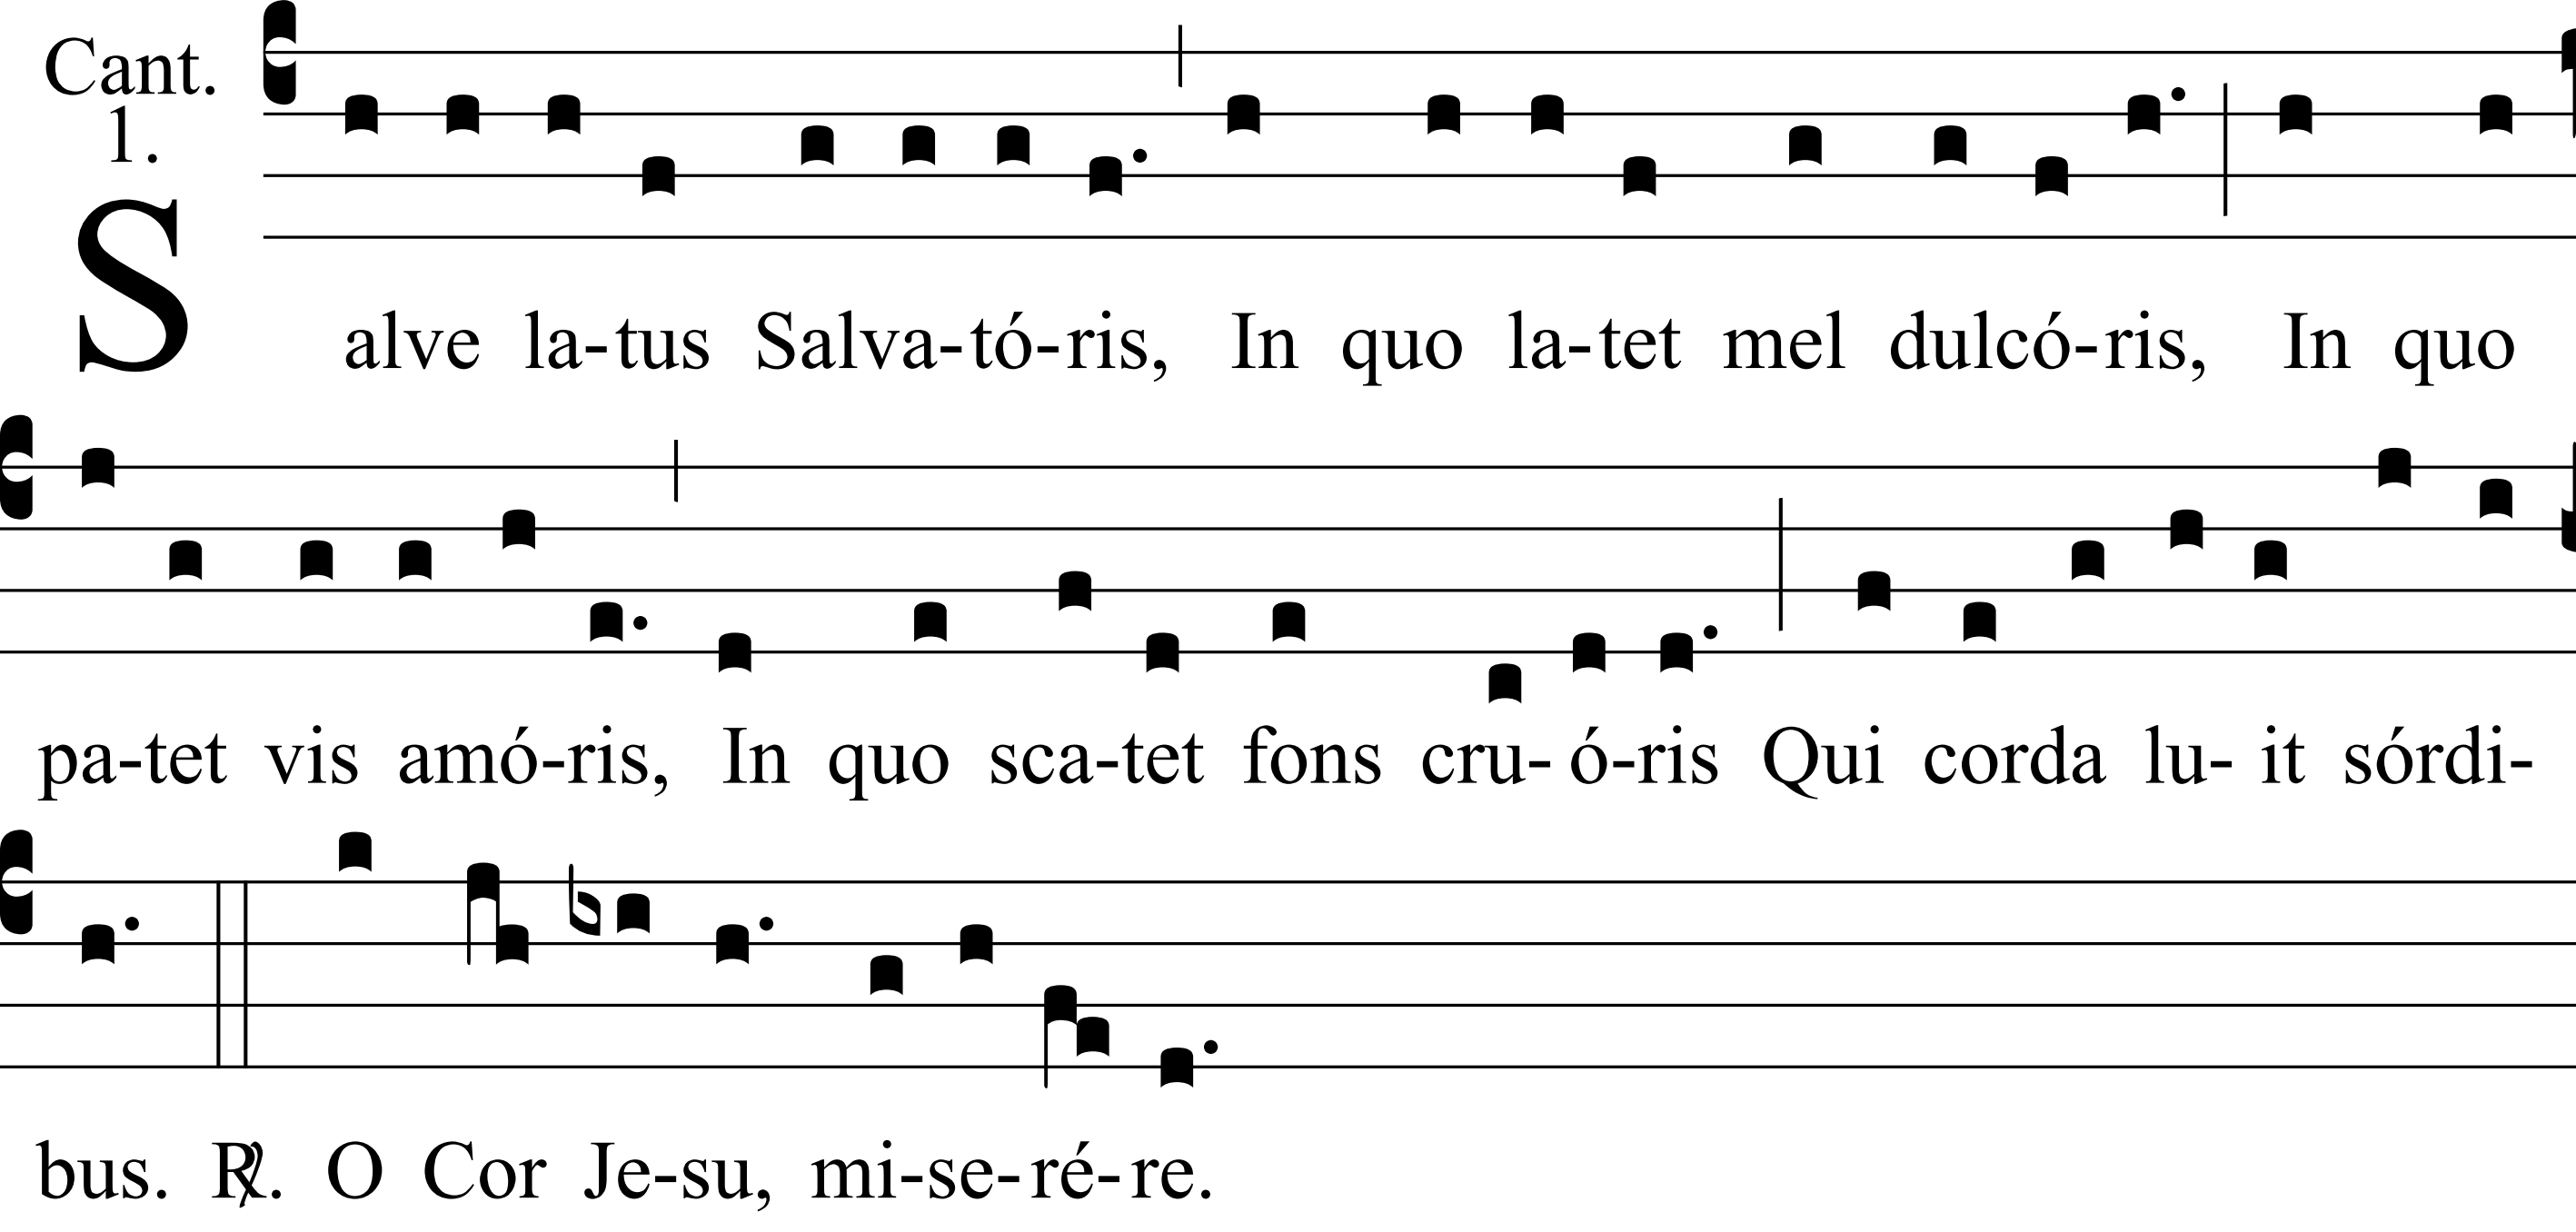 Cant.
1.
Salve la-tus Salva-tó-ris, In quo la-tet mel dulcó-ris, In quo
pa-tet vis amó-ris, In quo sca-tet fons cru-ó-ris Qui corda lu-it sórdi-
bus. ℟. O Cor Je-su, mi-se-ré-re.